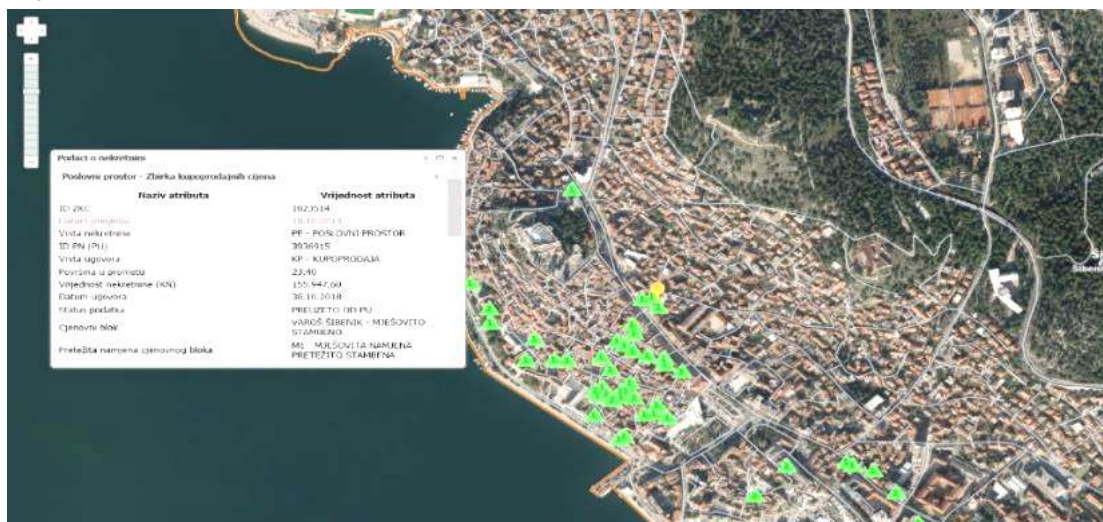 Podaci o nekretnini
Poslovni prostor - Zbirka kupoprodajnih cijena
Naziv atributa Vrijednost atributa
ID ZKC 1023514
Vrsta nekretnine PP - POSLOVNI PROSTOR
ID PN (PU) 3936915
Vrsta ugovora KP - KUPOPRODAJA
Površina u prometu 23,40
Vrijednost nekretnine (KN) 155.947,60
Datum ugovora 30.10.2018
Status podatka PREUZETO OD PU
Cjenovni blok VAROŠ ŠIBENIK - MJEŠOVITO
STAMBENO
Pretežita namjena cjenovnog bloka M1 - MJEŠOVITA NAMJENA
PRETEŽITO STAMBENA